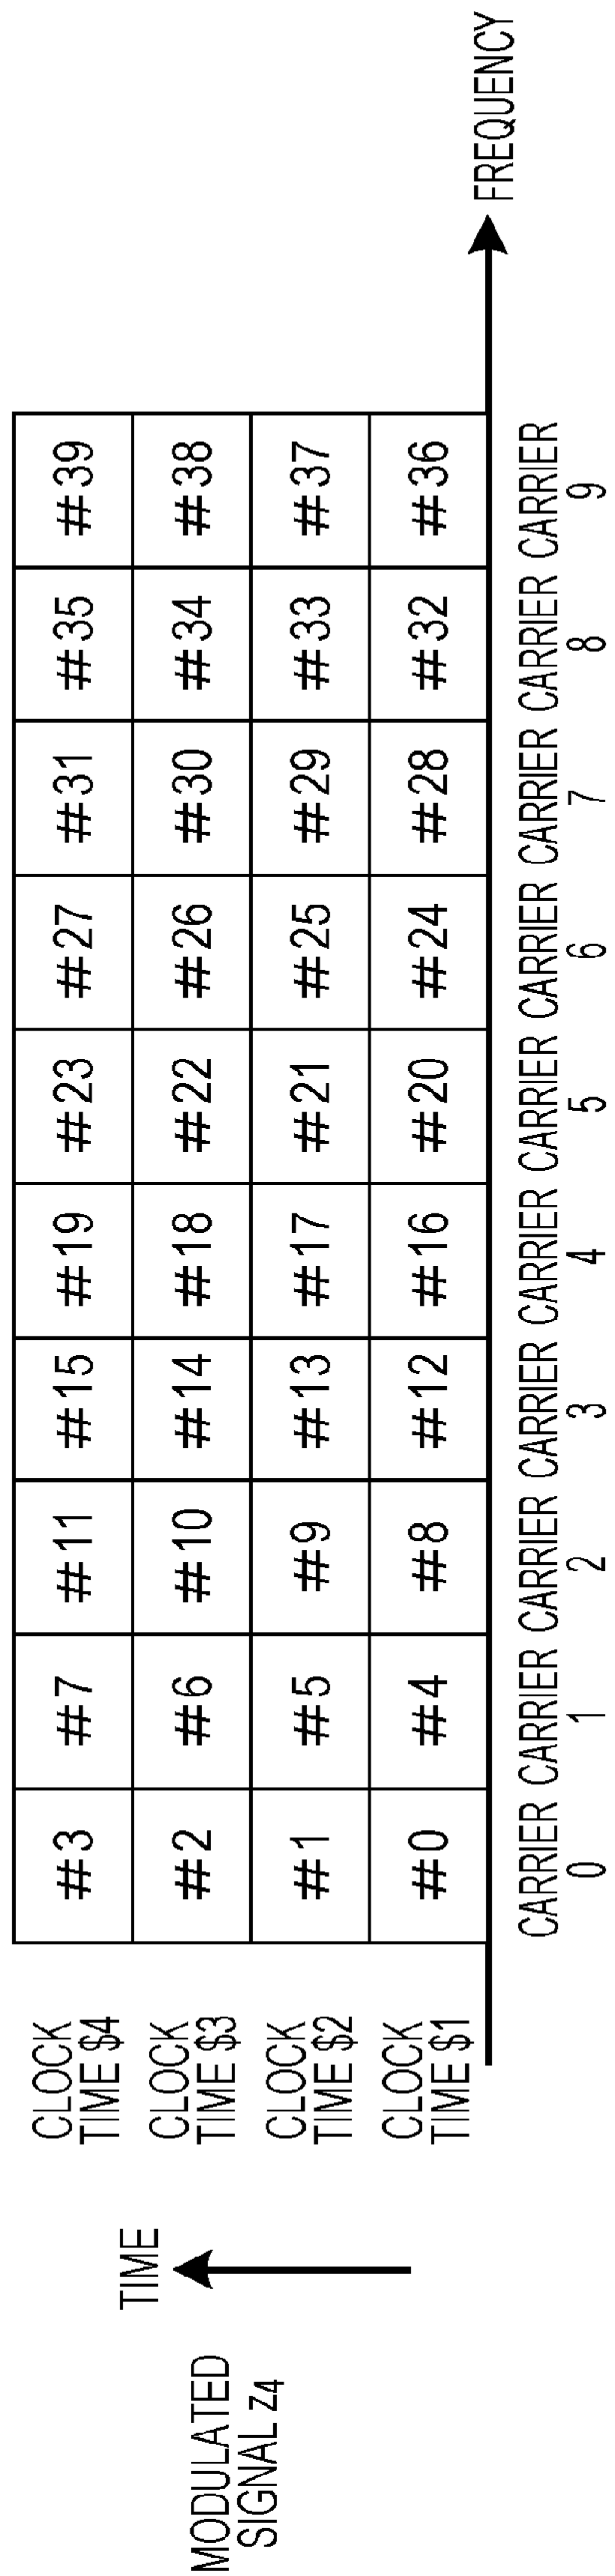 MODULATED
SIGNAL z4
TIME
CLOCK
TIME $4
#3 #7 #11 #15 #19 #23 #27 #31 #35 #39
CLOCK
TIME $3
#2 #6 #10 #14 #18 #22 #26 #30 #34 #38
CLOCK
TIME $2
#1 #5 #9 #13 #17 #21 #25 #29 #33 #37
CLOCK
TIME $1
#0 #4 #8 #12 #16 #20 #24 #28 #32 #36
FREQUENCY
CARRIER CARRIER CARRIER CARRIER CARRIER CARRIER CARRIER CARRIER CARRIER CARRIER
0 1 2 3 4 5 6 7 8 9